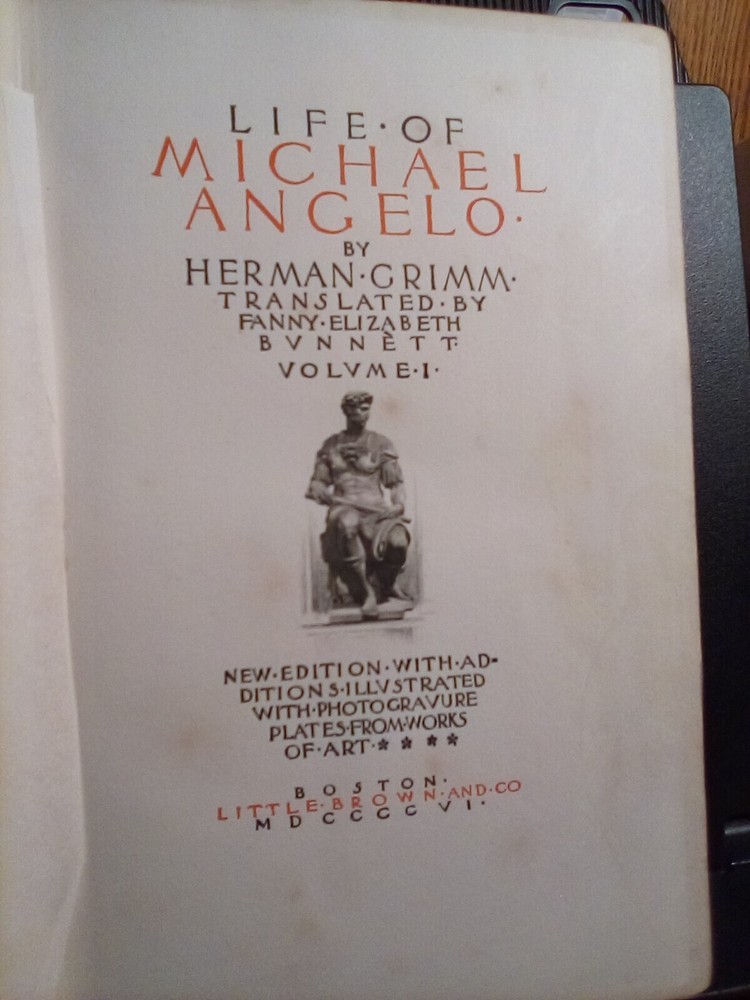 LIFE·OF
MICHAEL
ANGELO·
BY
HERMAN·GRIMM·
TRANSLATED·BY
FANNY·ELIZABETH
BVNNÈTT·
VOLVME·I·
NEW·EDITION·WITH·AD-
DITIONS·ILLVSTRATED
WITH·PHOTOGRAVURE
PLATES·FROM·WORKS
OF·ART·* * * *
BOSTON·
LITTLE·BROWN·AND·CO
MDCCCCVI·